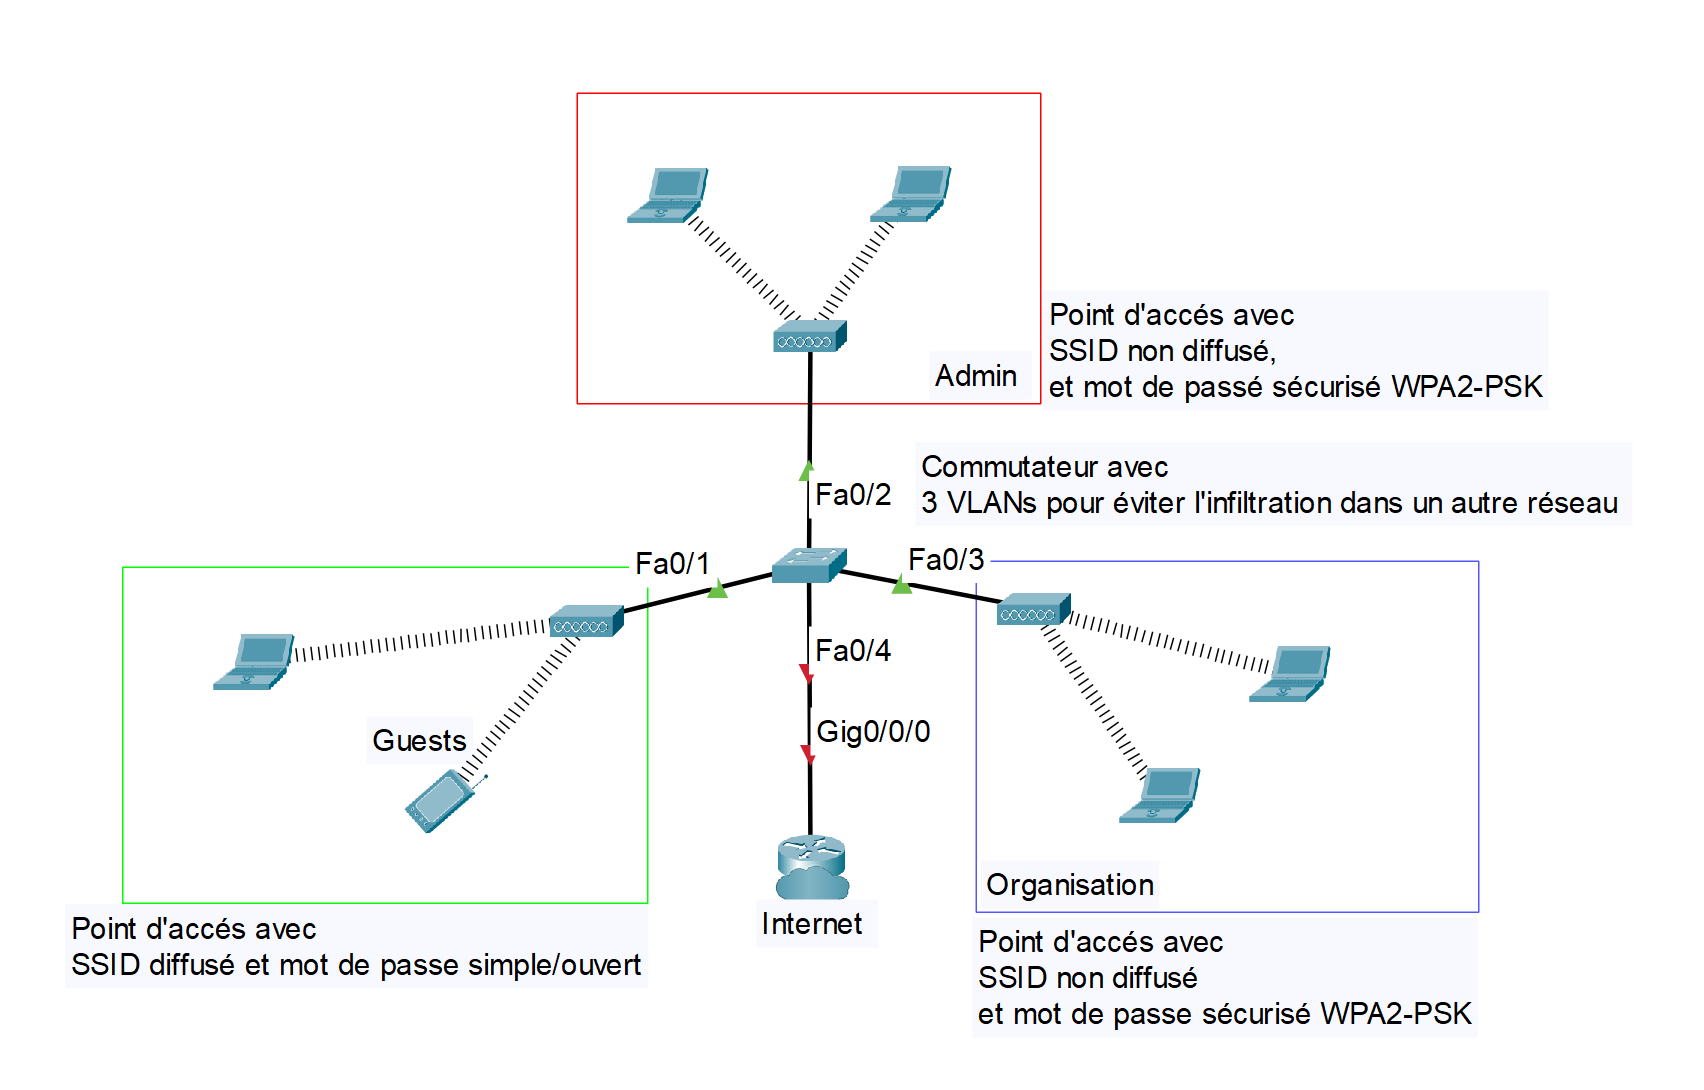 Point d'accés avec
SSID non diffusé,
et mot de passé sécurisé WPA2-PSK
Admin
Commutateur avec
3 VLANs pour éviter l'infiltration dans un autre réseau
Fa0/2
Fa0/1
Fa0/3
Fa0/4
Gig0/0/0
Guests
Organisation
Internet
Point d'accés avec
SSID diffusé et mot de passe simple/ouvert
Point d'accés avec
SSID non diffusé
et mot de passe sécurisé WPA2-PSK